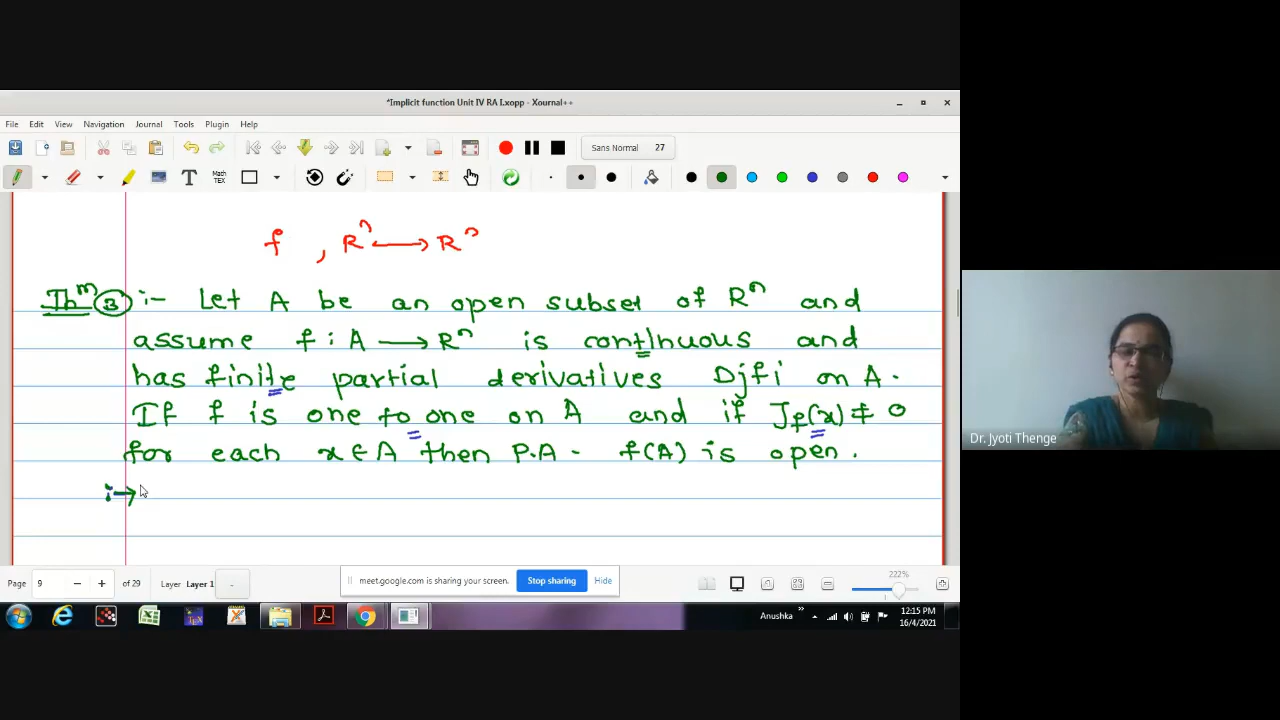 *Implicit function Unit IV RA I.xopp - Xournal++
File Edit View Navigation Journal Tools Plugin Help
Sans Normal 27
Math TEX
f , Rⁿ ⟶ Rⁿ
Thᵐ ③ :- Let A be an open subset of Rⁿ and
assume f : A ⟶ Rⁿ is continuous and
has finite partial derivatives Djfi on A.
If f is one to one on A and if Jf(x) ≠ 0
for each x ∈ A then P.A. f(A) is open.
:→
Dr. Jyoti Thenge
Page 9 of 29 Layer Layer 1
meet.google.com is sharing your screen. Stop sharing Hide
222%
Anushka
12:15 PM
16/4/2021